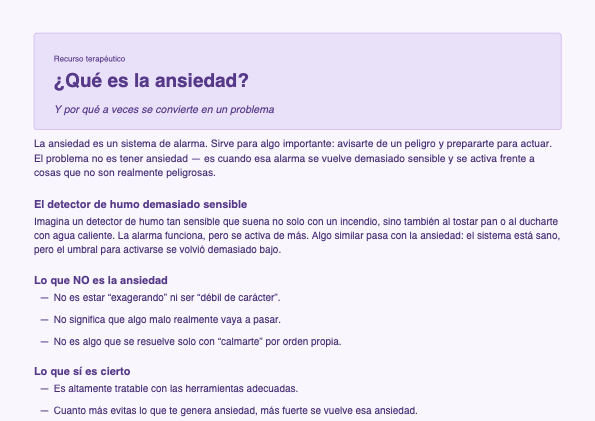 Recurso terapéutico
¿Qué es la ansiedad?
Y por qué a veces se convierte en un problema
La ansiedad es un sistema de alarma. Sirve para algo importante: avisarte de un peligro y prepararte para actuar.
El problema no es tener ansiedad — es cuando esa alarma se vuelve demasiado sensible y se activa frente a
cosas que no son realmente peligrosas.
El detector de humo demasiado sensible
Imagina un detector de humo tan sensible que suena no solo con un incendio, sino también al tostar pan o al ducharte
con agua caliente. La alarma funciona, pero se activa de más. Algo similar pasa con la ansiedad: el sistema está sano,
pero el umbral para activarse se volvió demasiado bajo.
Lo que NO es la ansiedad
— No es estar “exagerando” ni ser “débil de carácter”.
— No significa que algo malo realmente vaya a pasar.
— No es algo que se resuelve solo con “calmarte” por orden propia.
Lo que sí es cierto
— Es altamente tratable con las herramientas adecuadas.
— Cuanto más evitas lo que te genera ansiedad, más fuerte se vuelve esa ansiedad.